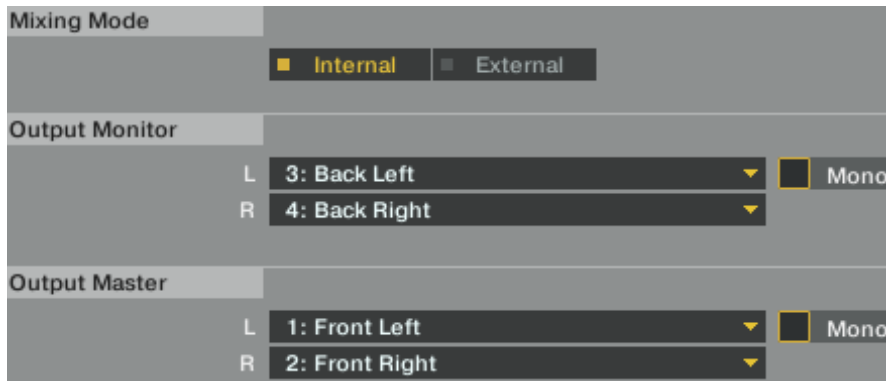 Mixing Mode
Internal External
Output Monitor
L 3: Back Left Mono
R 4: Back Right
Output Master
L 1: Front Left Mono
R 2: Front Right